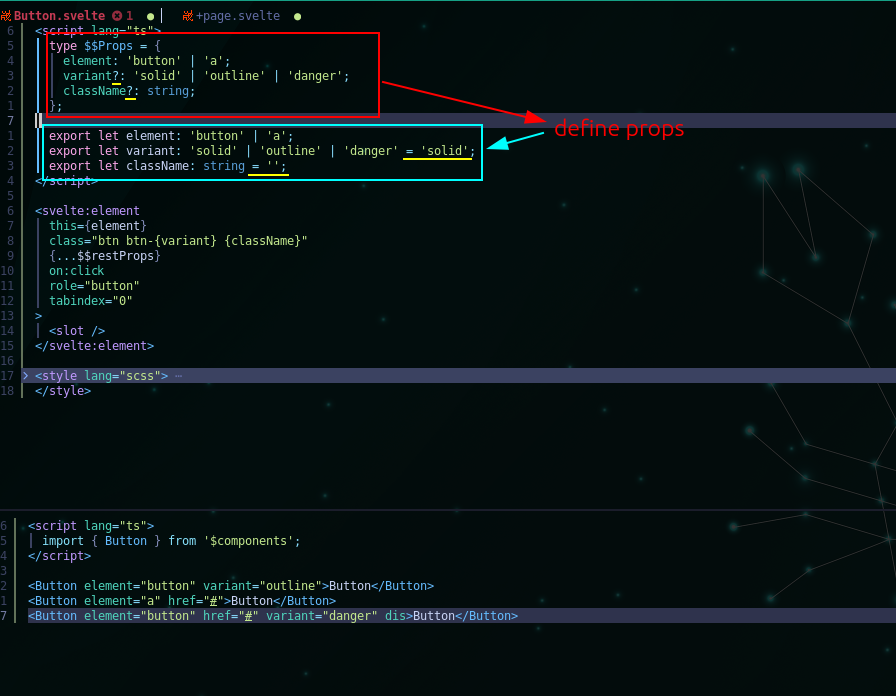 Button.svelte 1 ● +page.svelte ●
6 <script lang="ts">
5 type $$Props = {
4 element: 'button' | 'a';
3 variant?: 'solid' | 'outline' | 'danger';
2 className?: string;
1 };
7
define props
1 export let element: 'button' | 'a';
2 export let variant: 'solid' | 'outline' | 'danger' = 'solid';
3 export let className: string = '';
4 </script>
5
6 <svelte:element
7 this={element}
8 class="btn btn-{variant} {className}"
9 {...$$restProps}
10 on:click
11 role="button"
12 tabindex="0"
13 >
14 <slot />
15 </svelte:element>
16
17 <style lang="scss"> ⋯
18 </style>
6 <script lang="ts">
5 import { Button } from '$components';
4 </script>
3
2 <Button element="button" variant="outline">Button</Button>
1 <Button element="a" href="#">Button</Button>
7 <Button element="button" href="#" variant="danger" dis>Button</Button>